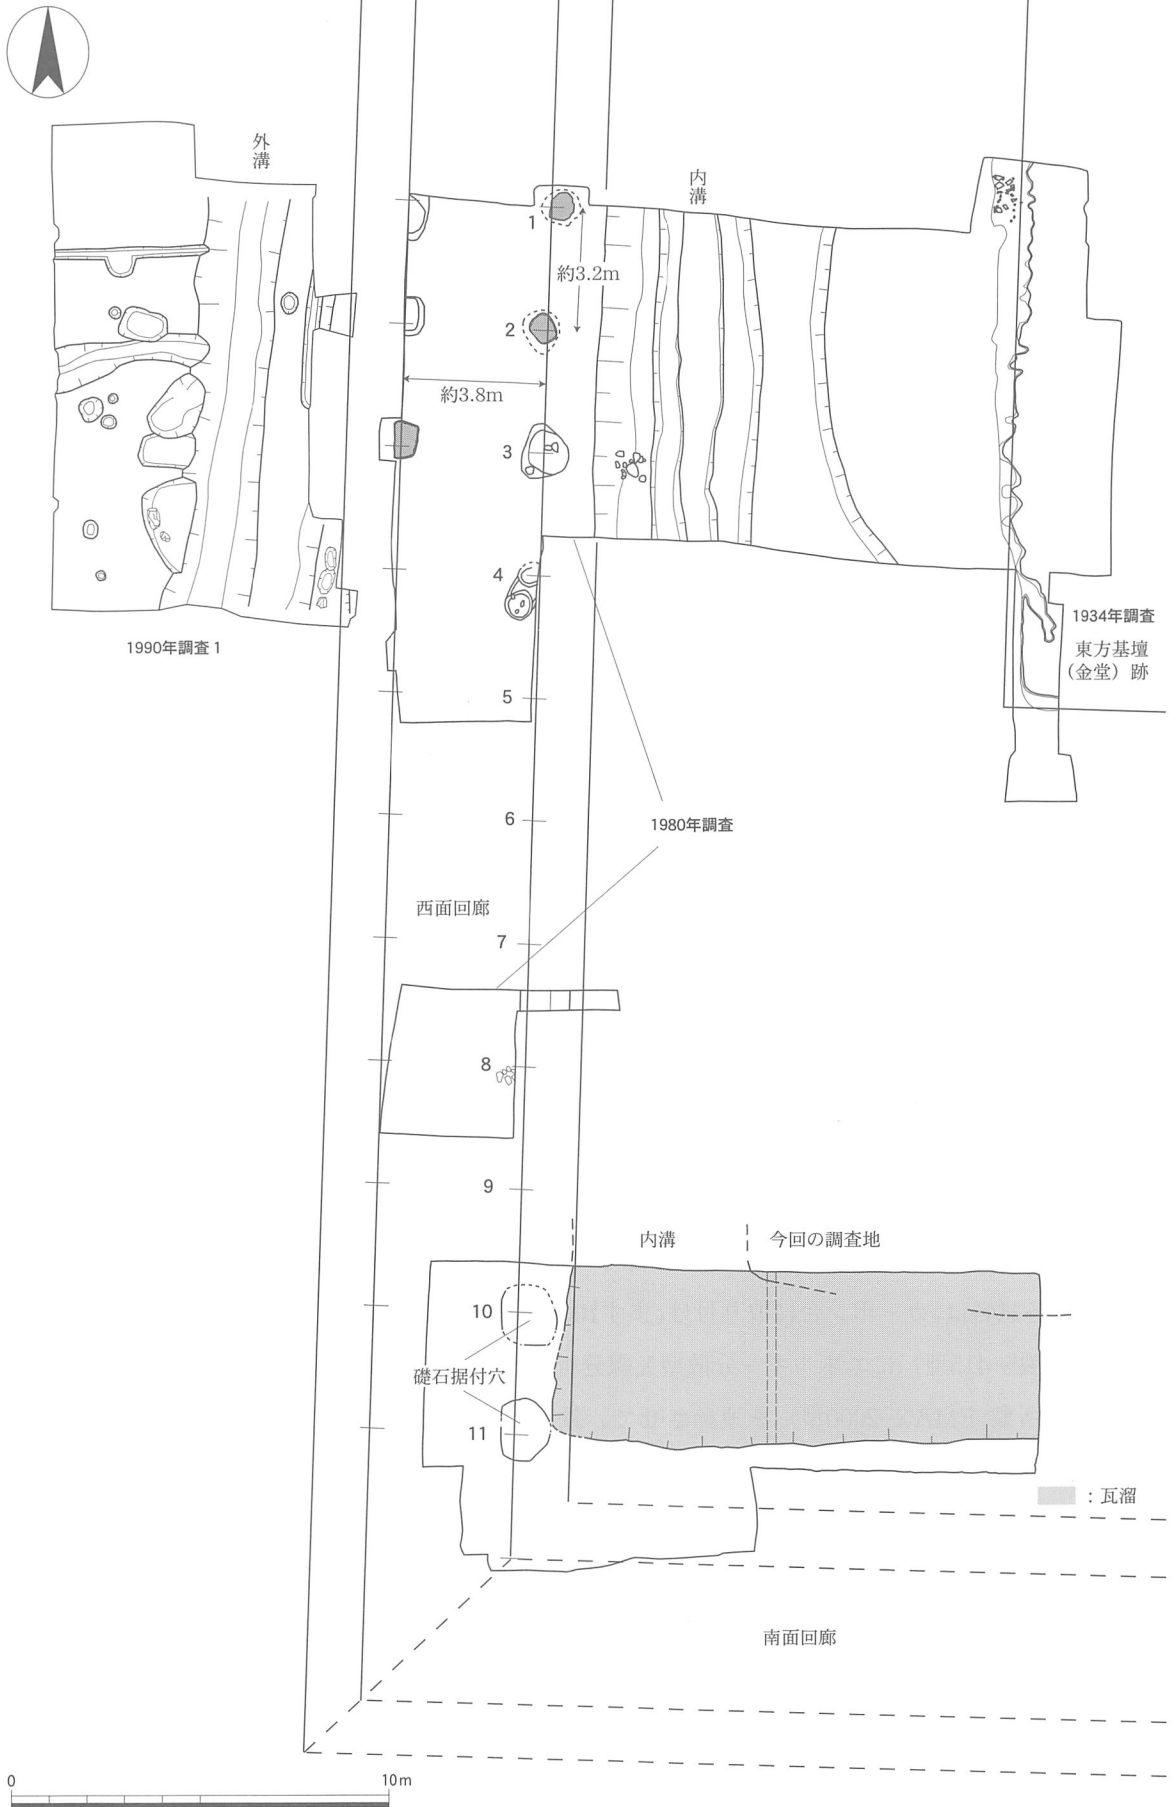 外溝
内溝
1
約3.2m
2
約3.8m
3
4
1990年調査1
1934年調査
東方基壇
（金堂）跡
5
6
1980年調査
西面回廊
7
8
9
内溝
今回の調査地
10
礎石据付穴
11
：瓦溜
南面回廊
0
10m